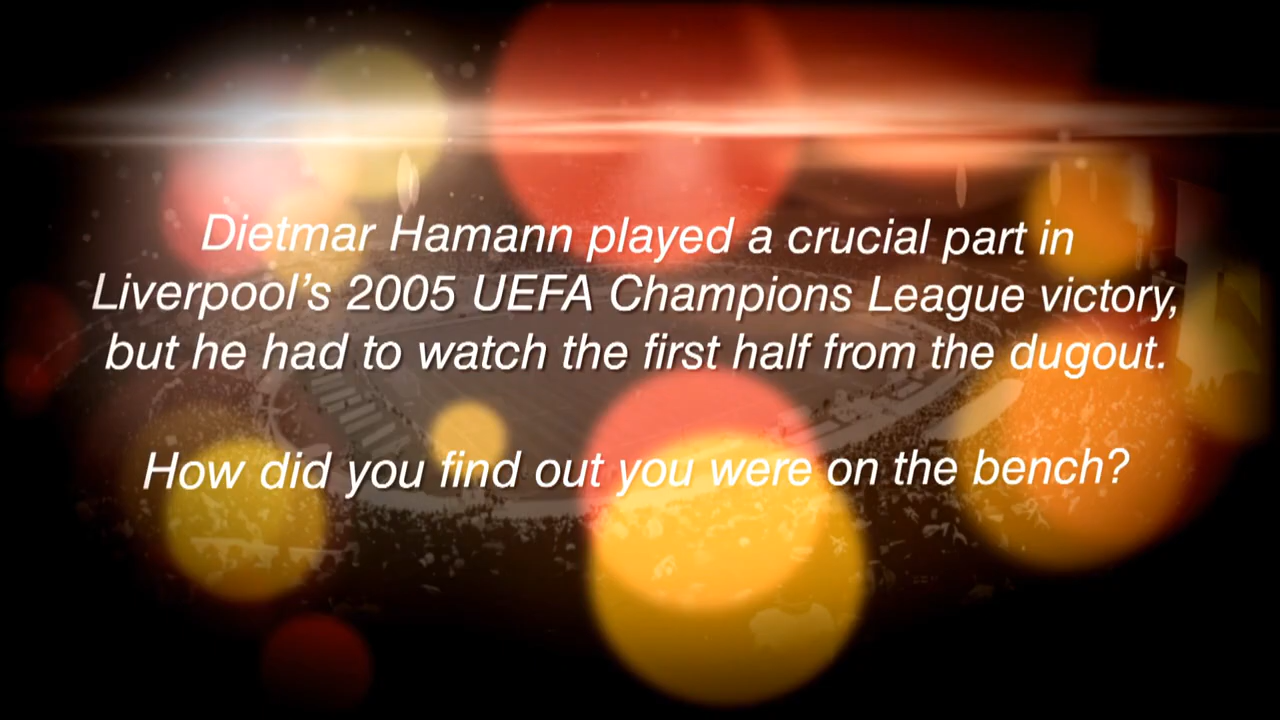 Dietmar Hamann played a crucial part in
Liverpool's 2005 UEFA Champions League victory,
but he had to watch the first half from the dugout.
How did you find out you were on the bench?